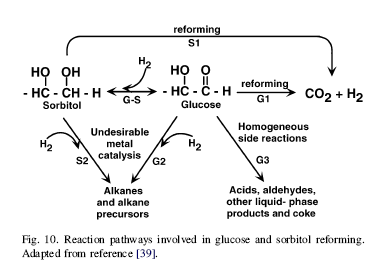 reforming
S1
H2
HO OH
- HC - CH - H
Sorbitol
G-S
HO O
- HC - C - H
Glucose
reforming
G1
CO2 + H2
H2
S2
Undesirable
metal
catalysis
G2
H2
Homogeneous
side reactions
G3
Alkanes
and alkane
precursors
Acids, aldehydes,
other liquid- phase
products and coke
Fig. 10. Reaction pathways involved in glucose and sorbitol reforming.
Adapted from reference [39].